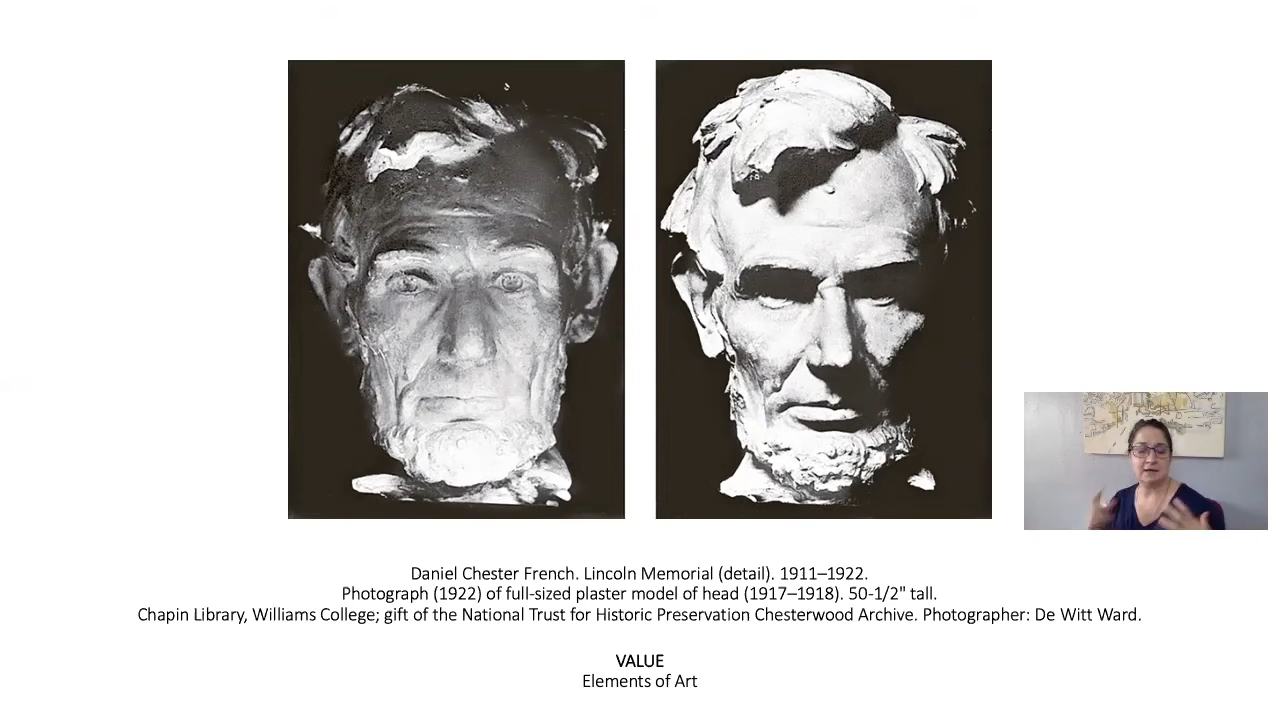 Daniel Chester French. Lincoln Memorial (detail). 1911–1922.
Photograph (1922) of full-sized plaster model of head (1917–1918). 50-1/2" tall.
Chapin Library, Williams College; gift of the National Trust for Historic Preservation Chesterwood Archive. Photographer: De Witt Ward.
VALUE
Elements of Art